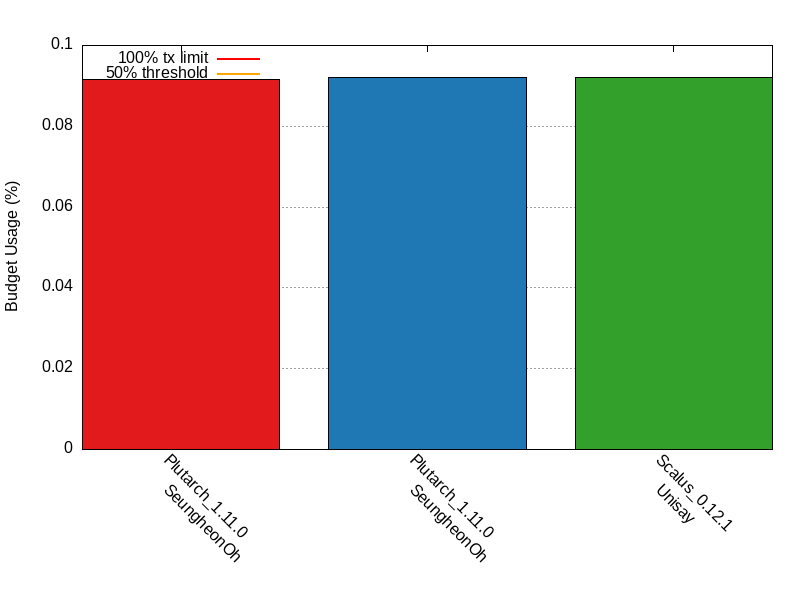 0.1
100% tx limit
50% threshold
0.08
0.06
Budget Usage (%)
0.04
0.02
0
Plutarch_1.11.0
SeungheonOh
Plutarch_1.11.0
SeungheonOh
Scalus_0.12.1
Unisay